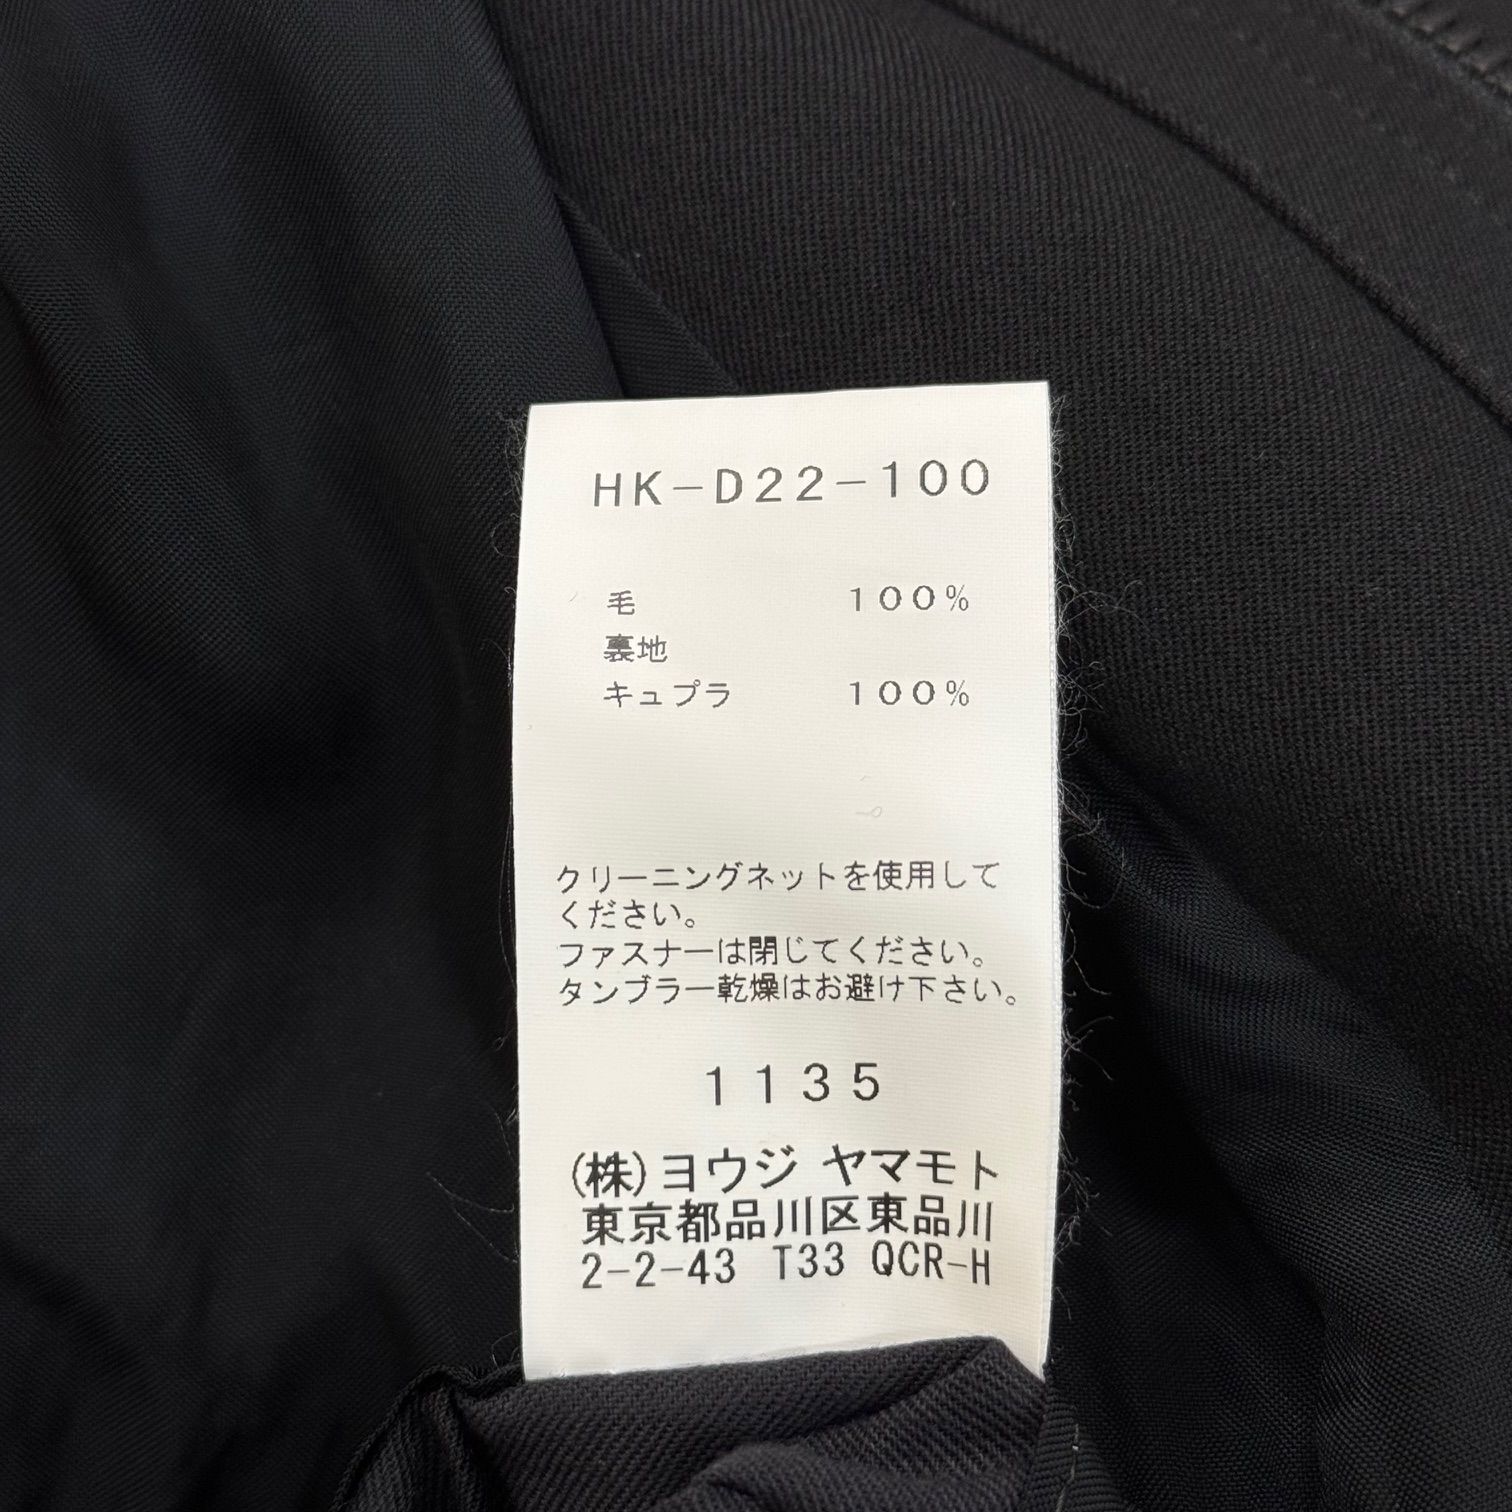 HK-D22-100
毛 100%
裏地
キュプラ 100%
クリーニングネットを使用して
ください。
ファスナーは閉じてください。
タンブラー乾燥はお避け下さい。
1135
(株)ヨウジ ヤマモト
東京都品川区東品川
2-2-43 T33 QCR-H